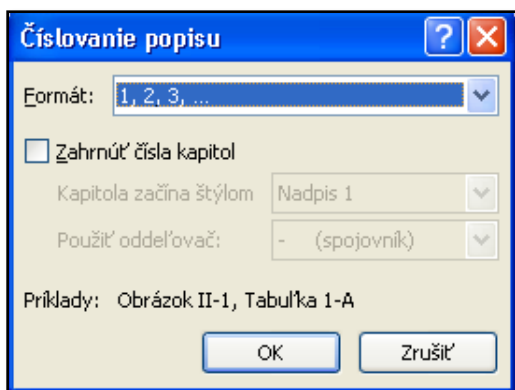 Číslovanie popisu
Formát: 1, 2, 3, ...
Zahrnúť čísla kapitol
Kapitola začína štýlom Nadpis 1
Použiť oddeľovač: - (spojovník)
Príklady: Obrázok II-1, Tabuľka 1-A
OK Zrušiť